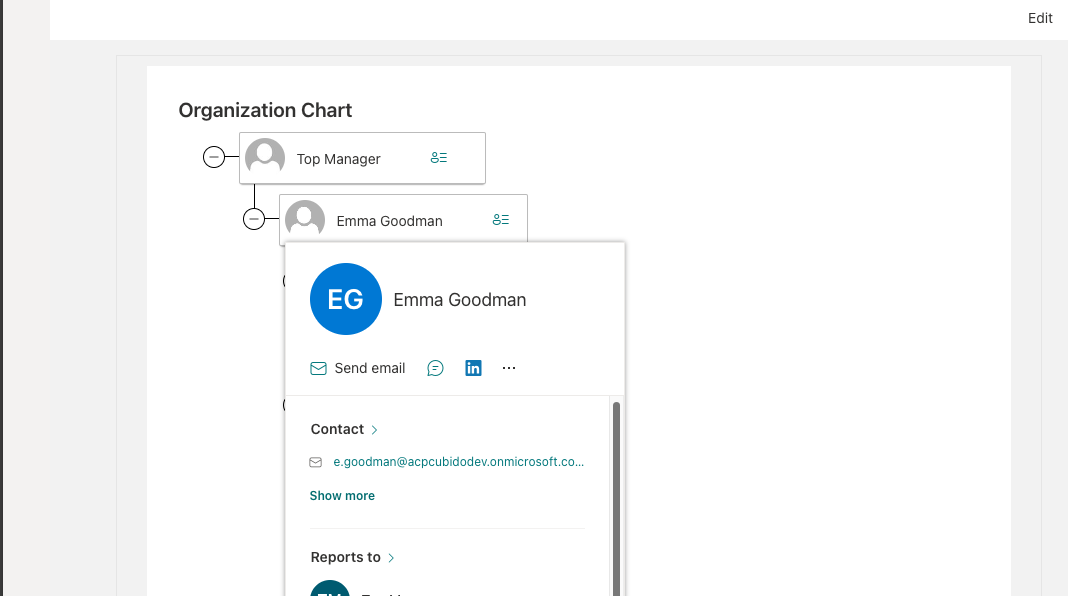 Edit
Organization Chart
Top Manager
Emma Goodman
EG
Emma Goodman
Send email
in
Contact
e.goodman@acpcubidodev.onmicrosoft.co...
Show more
Reports to